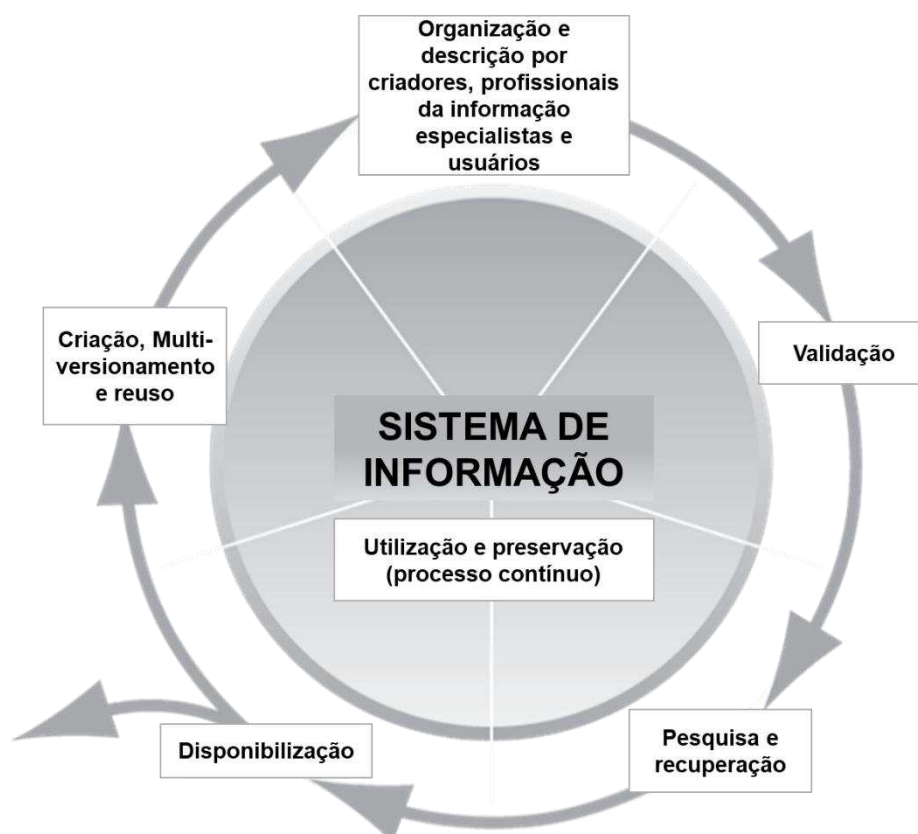 Organização e
descrição por
criadores, profissionais
da informação
especialistas e
usuários
Validação
Pesquisa e
recuperação
Disponibilização
Criação, Multi-
versionamento
e reuso
SISTEMA DE
INFORMAÇÃO
Utilização e preservação
(processo contínuo)